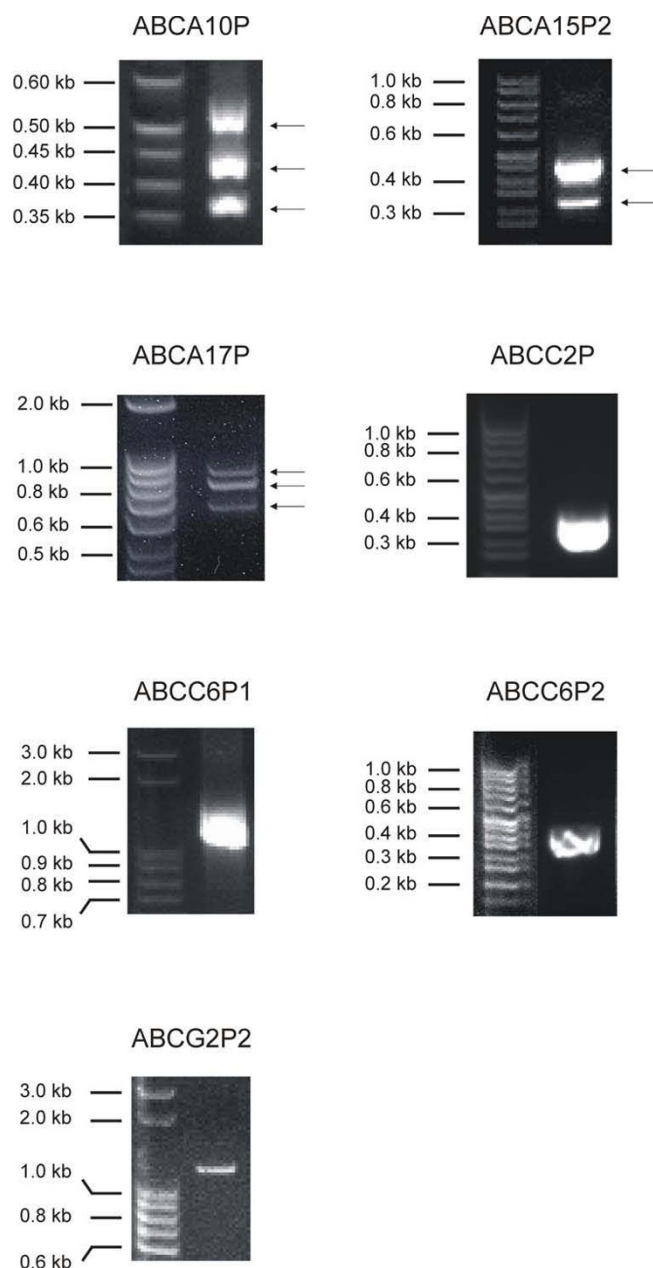 ABCA10P
0.60 kb
0.50 kb
0.45 kb
0.40 kb
0.35 kb
ABCA15P2
1.0 kb
0.8 kb
0.6 kb
0.4 kb
0.3 kb
ABCA17P
2.0 kb
1.0 kb
0.8 kb
0.6 kb
0.5 kb
ABCC2P
1.0 kb
0.8 kb
0.6 kb
0.4 kb
0.3 kb
ABCC6P1
3.0 kb
2.0 kb
1.0 kb
0.9 kb
0.8 kb
0.7 kb
ABCC6P2
1.0 kb
0.8 kb
0.6 kb
0.4 kb
0.3 kb
0.2 kb
ABCG2P2
3.0 kb
2.0 kb
1.0 kb
0.8 kb
0.6 kb